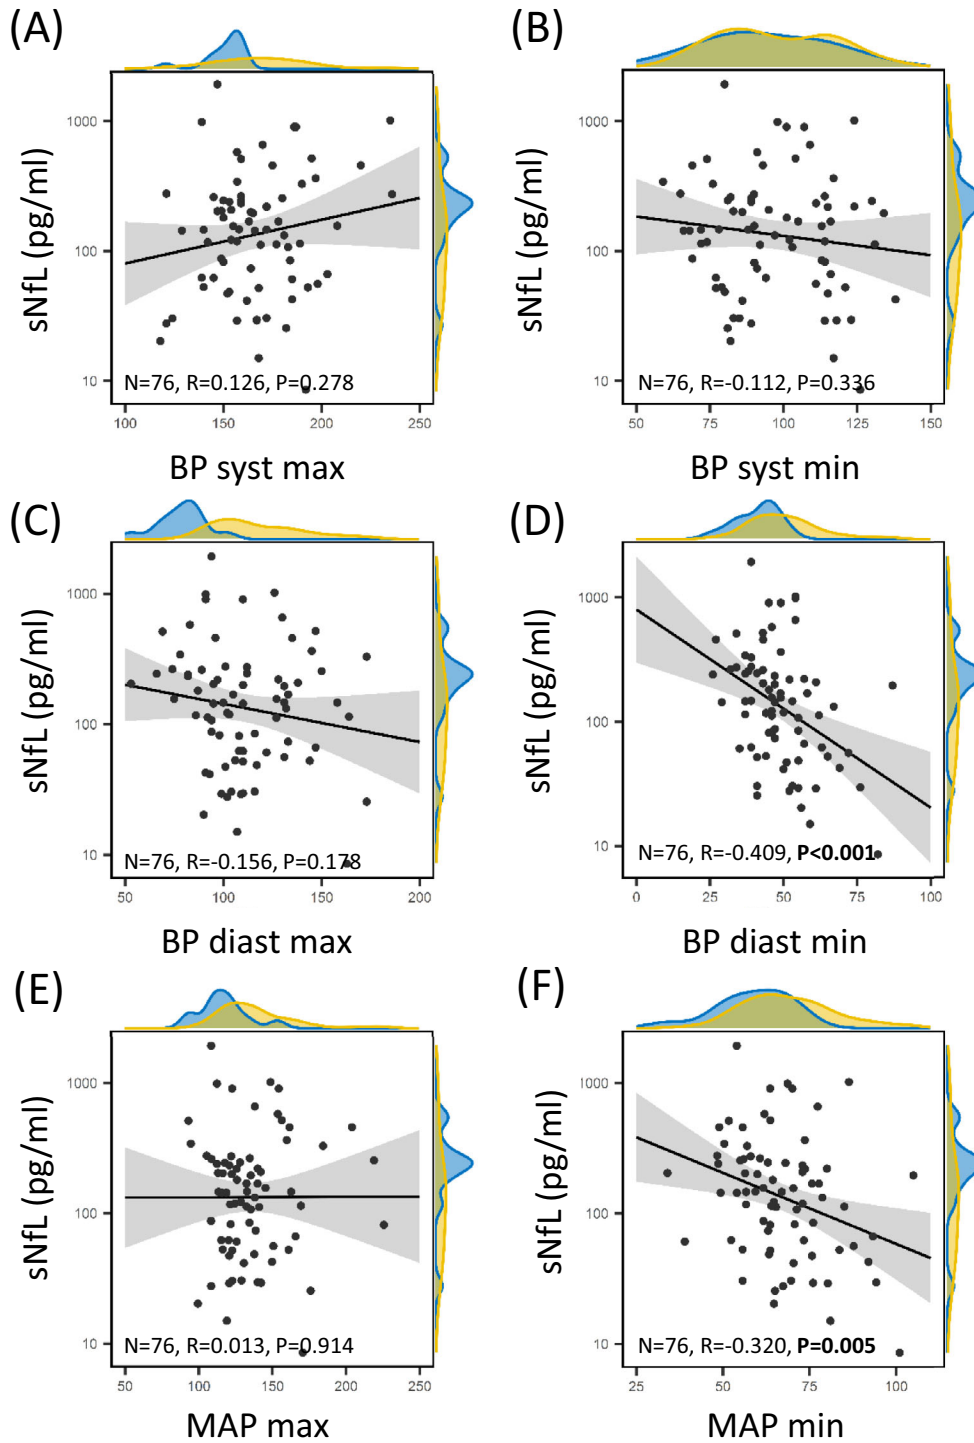 (A)
sNfL (pg/ml)
1000
100
10
N=76, R=0.126, P=0.278
100 150 200 250
BP syst max
(B)
sNfL (pg/ml)
1000
100
10
N=76, R=-0.112, P=0.336
50 75 100 125 150
BP syst min
(C)
sNfL (pg/ml)
1000
100
10
N=76, R=-0.156, P=0.178
50 100 150 200
BP diast max
(D)
sNfL (pg/ml)
1000
100
10
N=76, R=-0.409, P<0.001
0 25 50 75 100
BP diast min
(E)
sNfL (pg/ml)
1000
100
10
N=76, R=0.013, P=0.914
50 100 150 200 250
MAP max
(F)
sNfL (pg/ml)
1000
100
10
N=76, R=-0.320, P=0.005
25 50 75 100
MAP min